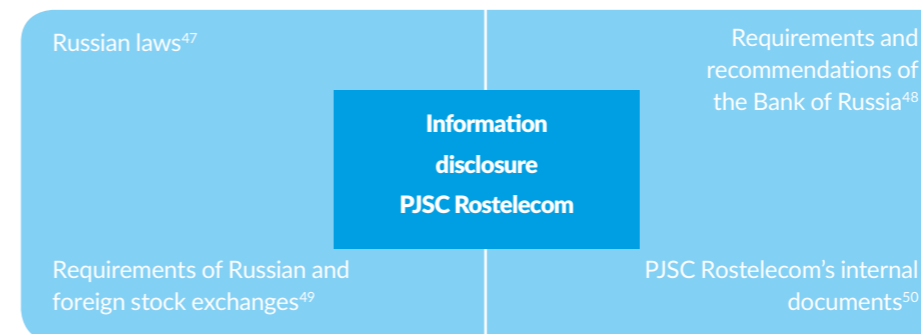 Russian laws⁴⁷
Requirements and
recommendations of
the Bank of Russia⁴⁸
Information
disclosure
PJSC Rostelecom
Requirements of Russian and
foreign stock exchanges⁴⁹
PJSC Rostelecom’s internal
documents⁵⁰